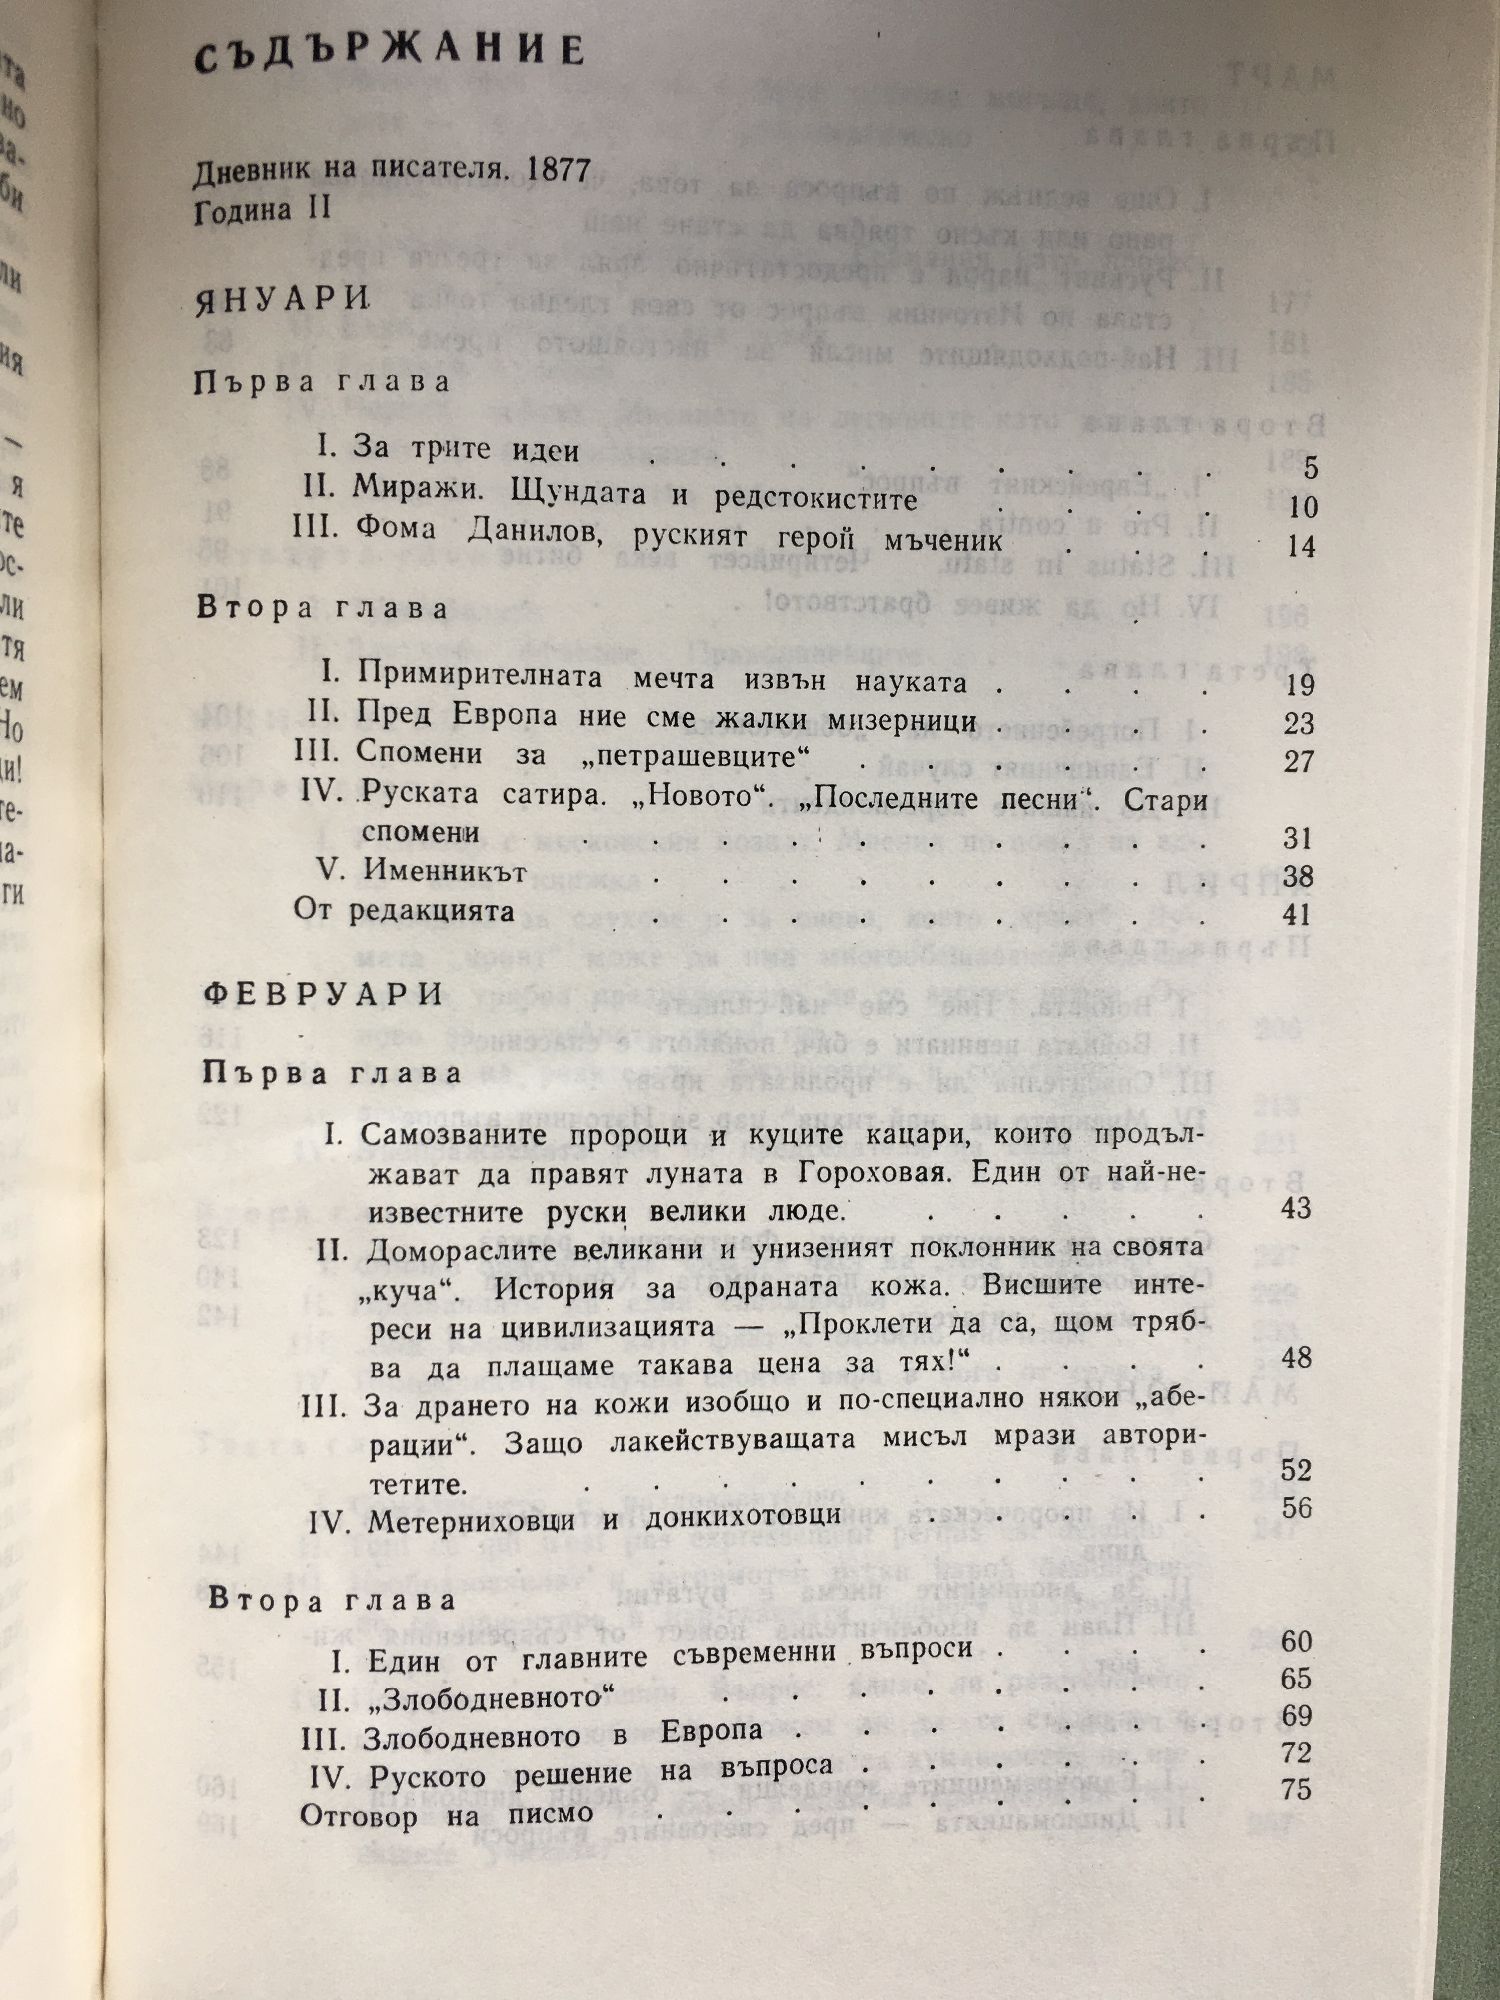 СЪДЪРЖАНИЕ
Дневник на писателя. 1877
Година II
ЯНУАРИ
Първа глава
I. За трите идеи . . . . . . . . . 5
II. Миражи. Щундата и редстокистите . . . . 10
III. Фома Данилов, руският герой мъченик . . . 14
Втора глава
I. Примирителната мечта извън науката . . . . 19
II. Пред Европа ние сме жалки мизерници . . . . 23
III. Спомени за „петрашевците“ . . . . . . 27
IV. Руската сатира. „Новото“. „Последните песни“. Стари
спомени . . . . . . . . . . 31
V. Именникът . . . . . . . . . 38
От редакцията . . . . . . . . . 41
ФЕВРУАРИ
Първа глава
I. Самозваните пророци и куците кацари, които продъл-
жават да правят луната в Гороховая. Един от най-не-
известните руски велики люде. . . . . . 43
II. Домораслите великани и унизеният поклонник на своята
„куча“. История за одраната кожа. Висшите инте-
реси на цивилизацията — „Проклети да са, щом тряб-
ва да плащаме такава цена за тях!“ . . . . 48
III. За дрането на кожи изобщо и по-специално някои „абе-
рации“. Защо лакействуващата мисъл мрази автори-
тетите. . . . . . . . . . . 52
IV. Метерниховци и донкихотовци . . . . . 56
Втора глава
I. Един от главните съвременни въпроси . . . . 60
II. „Злободневното“ . . . . . . . . 65
III. Злободневното в Европа . . . . . . . 69
IV. Руското решение на въпроса . . . . . . 72
Отговор на писмо . . . . . . . . . 75